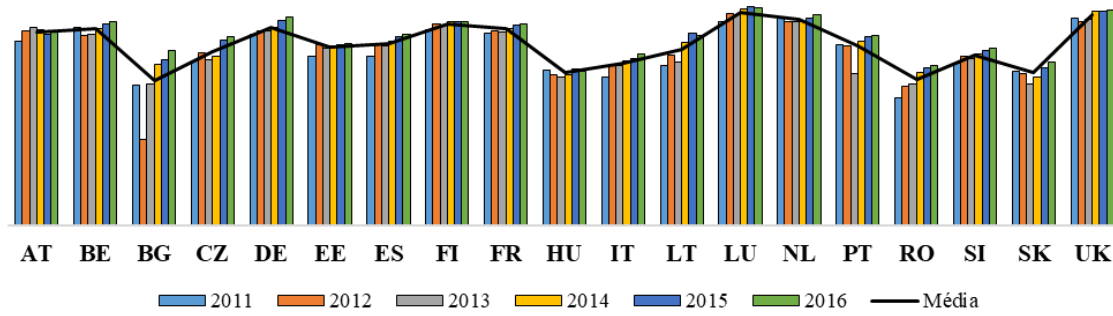 AT BE BG CZ DE EE ES FI FR HU IT LT LU NL PT RO SI SK UK
2011 2012 2013 2014 2015 2016 Média